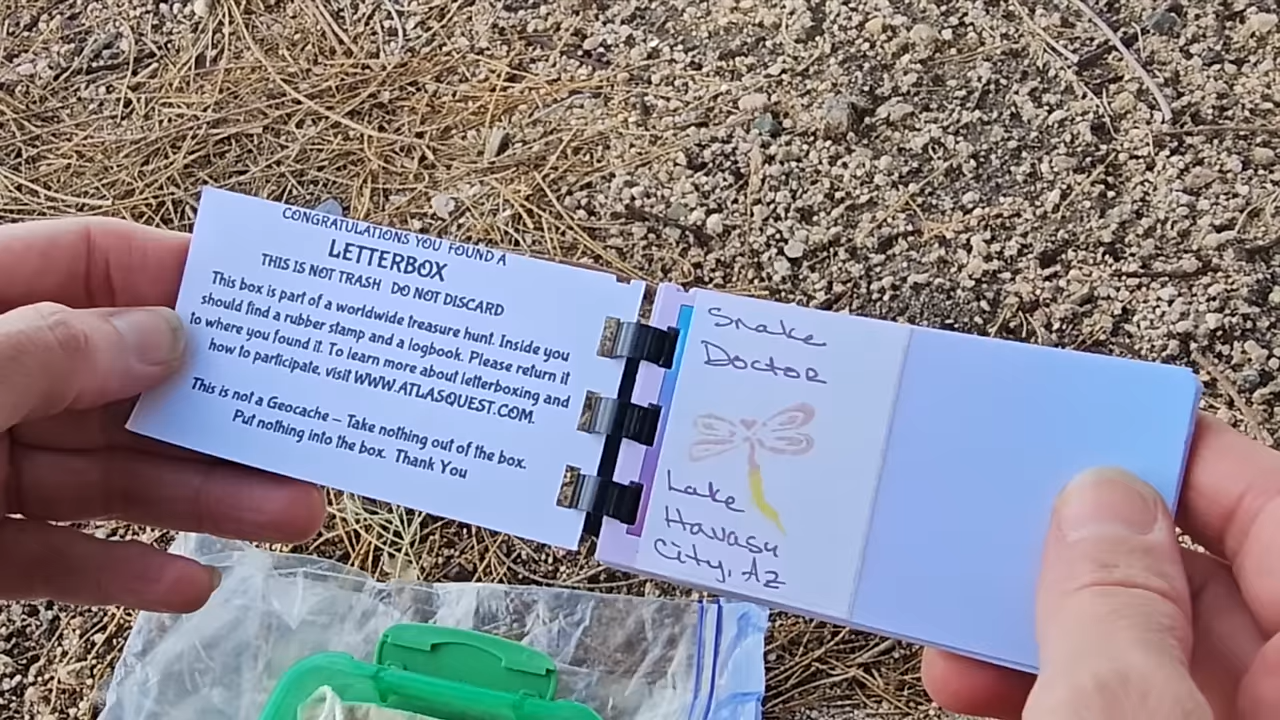 CONGRATULATIONS YOU FOUND A
LETTERBOX
THIS IS NOT TRASH DO NOT DISCARD
This box is part of a worldwide treasure hunt. Inside you
should find a rubber stamp and a logbook. Please return it
to where you found it. To learn more about letterboxing and
how to participate, visit WWW.ATLASQUEST.COM.
This is not a Geocache – Take nothing out of the box.
Put nothing into the box. Thank You
Snake
Doctor
Lake
Havasu
City, AZ